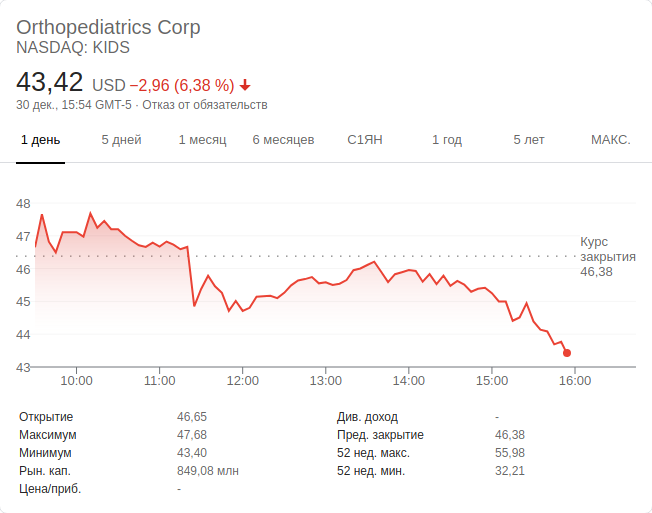 Orthopediatrics Corp
NASDAQ: KIDS
43,42 USD −2,96 (6,38 %)
30 дек., 15:54 GMT-5 · Отказ от обязательств
1 день 5 дней 1 месяц 6 месяцев С1ЯН 1 год 5 лет МАКС.
48
47
46
45
44
43
Курс
закрытия
46,38
10:00 11:00 12:00 13:00 14:00 15:00 16:00
Открытие 46,65 Див. доход -
Максимум 47,68 Пред. закрытие 46,38
Минимум 43,40 52 нед. макс. 55,98
Рын. кап. 849,08 млн 52 нед. мин. 32,21
Цена/приб. -